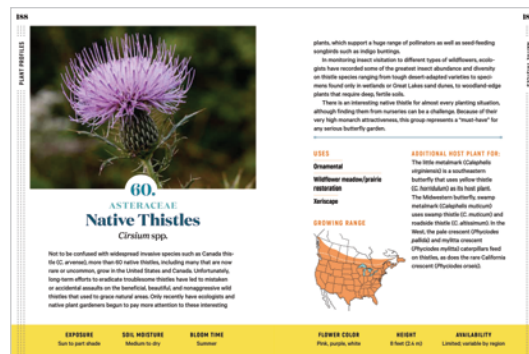 188
PLANT PROFILES
60.
ASTERACEAE
Native Thistles
Cirsium spp.
Not to be confused with widespread invasive species such as Canada this-
tle (C. arvense), more than 60 native thistles, including many that are now
rare or uncommon, grow in the United States and Canada. Unfortunately,
long-term efforts to eradicate troublesome thistles have led to mistaken
or accidental assaults on the beneficial, beautiful, and nonaggressive wild
thistles that used to grace natural areas. Only recently have ecologists and
native plant gardeners begun to pay more attention to these interesting
EXPOSURE
Sun to part shade
SOIL MOISTURE
Medium to dry
BLOOM TIME
Summer
plants, which support a huge range of pollinators as well as seed-feeding
songbirds such as indigo buntings.
In monitoring insect visitation to different types of wildflowers, ecolo-
gists have recorded some of the greatest insect abundance and diversity
on thistle species ranging from tough desert-adapted varieties to speci-
mens found only in wetlands or Great Lakes sand dunes, to woodland-edge
plants that require deep, fertile soils.
There is an interesting native thistle for almost every planting situation,
although finding them from nurseries can be a challenge. Because of their
very high monarch attractiveness, this group represents a "must-have" for
any serious butterfly garden.
USES
Ornamental
Wildflower meadow/prairie
restoration
Xeriscape
GROWING RANGE
ADDITIONAL HOST PLANT FOR:
The little metalmark (Calephelis
virginiensis) is a southeastern
butterfly that uses yellow thistle
(C. horridulum) as its host plant.
The Midwestern butterfly, swamp
metalmark (Calephelis muticum)
uses swamp thistle (C. muticum) and
roadside thistle (C. altissimum). In the
West, the pale crescent (Phyciodes
pallida) and mylitta crescent
(Phyciodes mylitta) caterpillars feed
on thistles, as does the rare California
crescent (Phyciodes orseis).
FLOWER COLOR
Pink, purple, white
HEIGHT
8 feet (2.4 m)
AVAILABILITY
Limited; variable by region